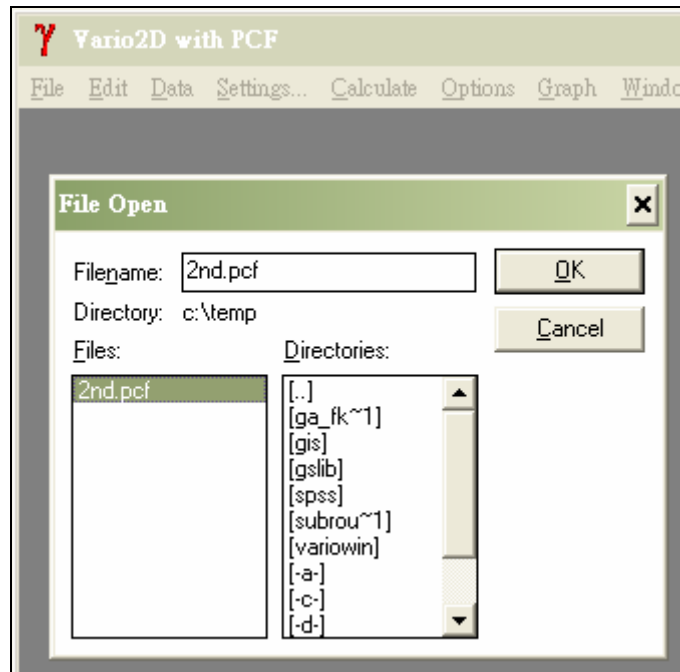 γ Vario2D with PCF
File Edit Data Settings... Calculate Options Graph Windo
File Open
Filename: 2nd.pcf OK
Directory: c:\temp Cancel
Files: Directories:
2nd.pcf [..]
[ga_fk~1]
[gis]
[gslib]
[spss]
[subrou~1]
[variowin]
[-a-]
[-c-]
[-d-]